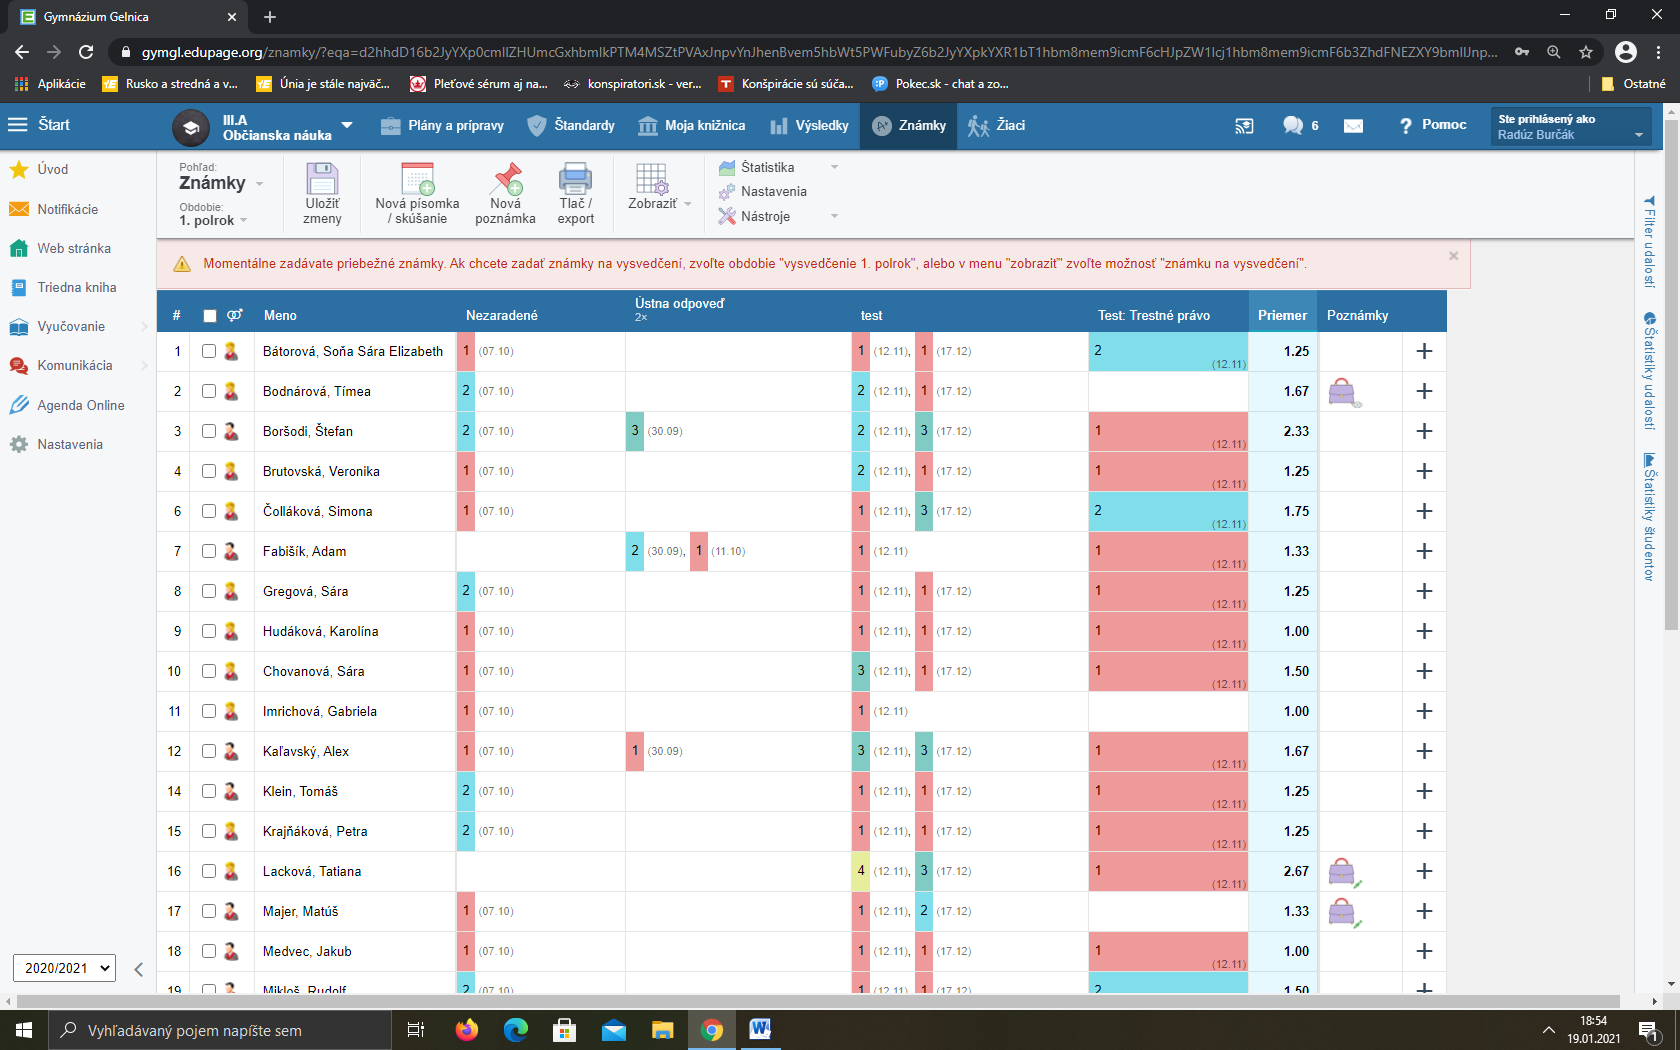 Gymnázium Gelnica
gymgl.edupage.org
Aplikácie
Rusko a stredná a v...
Únia je stále najväč...
Pleťové sérum aj na...
konspiratori.sk - ver...
Konšpirácie sú súča...
Pokec.sk - chat a zo...
Ostatné
Štart
III.A
Občianska náuka
Plány a prípravy
Štandardy
Moja knižnica
Výsledky
Známky
Žiaci
6
Pomoc
Ste prihlásený ako
Radúz Burčák
Úvod
Notifikácie
Web stránka
Triedna kniha
Vyučovanie
Komunikácia
Agenda Online
Nastavenia
Pohľad:
Známky
Obdobie:
1. polrok
Uložiť
zmeny
Nová písomka
/ skúšanie
Nová
poznámka
Tlač /
export
Zobraziť
Štatistika
Nastavenia
Nástroje
Filter udalostí
Štatistiky udalostí
Štatistiky študentov
Momentálne zadávate priebežné známky. Ak chcete zadať známky na vysvedčení, zvoľte obdobie "vysvedčenie 1. polrok", alebo v menu "zobraziť" zvoľte možnosť "známku na vysvedčení".
# Meno Nezaradené Ústna odpoveď 2× test Test: Trestné právo Priemer Poznámky
1 Bátorová, Soňa Sára Elizabeth 1 (07.10) 1 (12.11), 1 (17.12) 2 (12.11) 1.25
2 Bodnárová, Tímea 2 (07.10) 2 (12.11), 1 (17.12) 1.67
3 Boršodi, Štefan 2 (07.10) 3 (30.09) 2 (12.11), 3 (17.12) 1 (12.11) 2.33
4 Brutovská, Veronika 1 (07.10) 2 (12.11), 1 (17.12) 1 (12.11) 1.25
6 Čolláková, Simona 1 (07.10) 1 (12.11), 3 (17.12) 2 (12.11) 1.75
7 Fabišík, Adam 2 (30.09), 1 (11.10) 1 (12.11) 1 (12.11) 1.33
8 Gregová, Sára 2 (07.10) 1 (12.11), 1 (17.12) 1 (12.11) 1.25
9 Hudáková, Karolína 1 (07.10) 1 (12.11), 1 (17.12) 1 (12.11) 1.00
10 Chovanová, Sára 1 (07.10) 3 (12.11), 1 (17.12) 1 (12.11) 1.50
11 Imrichová, Gabriela 1 (07.10) 1 (12.11) 1.00
12 Kaľavský, Alex 1 (07.10) 1 (30.09) 3 (12.11), 3 (17.12) 1 (12.11) 1.67
14 Klein, Tomáš 2 (07.10) 1 (12.11), 1 (17.12) 1 (12.11) 1.25
15 Krajňáková, Petra 2 (07.10) 1 (12.11), 1 (17.12) 1 (12.11) 1.25
16 Lacková, Tatiana 4 (12.11), 3 (17.12) 1 (12.11) 2.67
17 Majer, Matúš 1 (07.10) 1 (12.11), 2 (17.12) 1.33
18 Medvec, Jakub 1 (07.10) 1 (12.11), 1 (17.12) 1 (12.11) 1.00
19 Mikloš, Rudolf 2 (07.10) 1 (12.11), 1 (17.12) 2 1.50
2020/2021
Vyhľadávaný pojem napíšte sem
18:54
19.01.2021
1